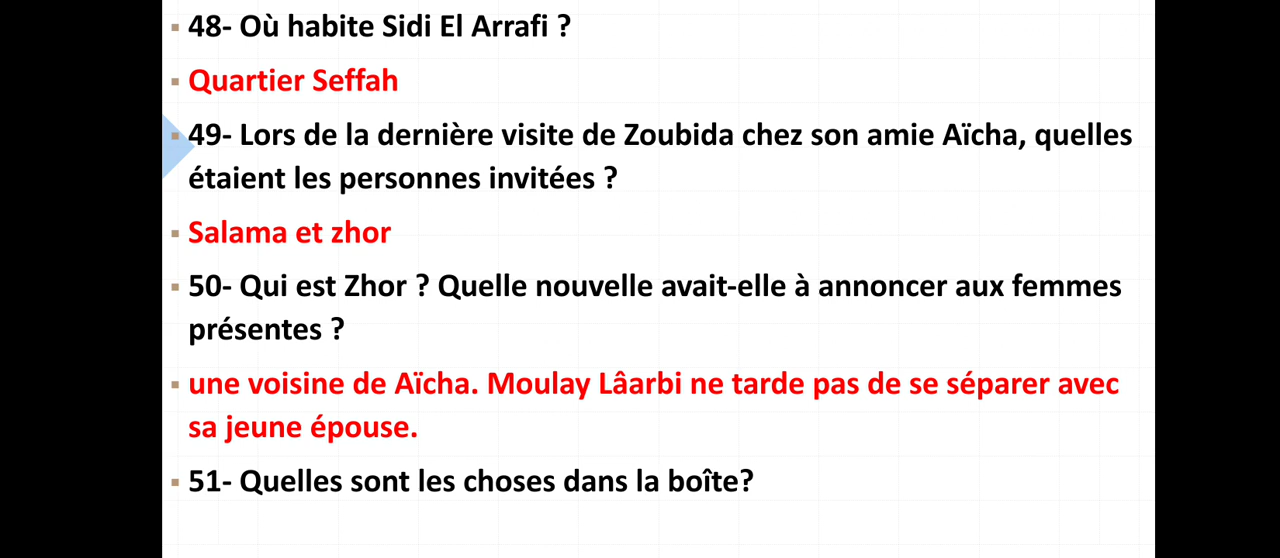 48- Où habite Sidi El Arrafi ?
Quartier Seffah
49- Lors de la dernière visite de Zoubida chez son amie Aïcha, quelles
étaient les personnes invitées ?
Salama et zhor
50- Qui est Zhor ? Quelle nouvelle avait-elle à annoncer aux femmes
présentes ?
une voisine de Aïcha. Moulay Lâarbi ne tarde pas de se séparer avec
sa jeune épouse.
51- Quelles sont les choses dans la boîte?